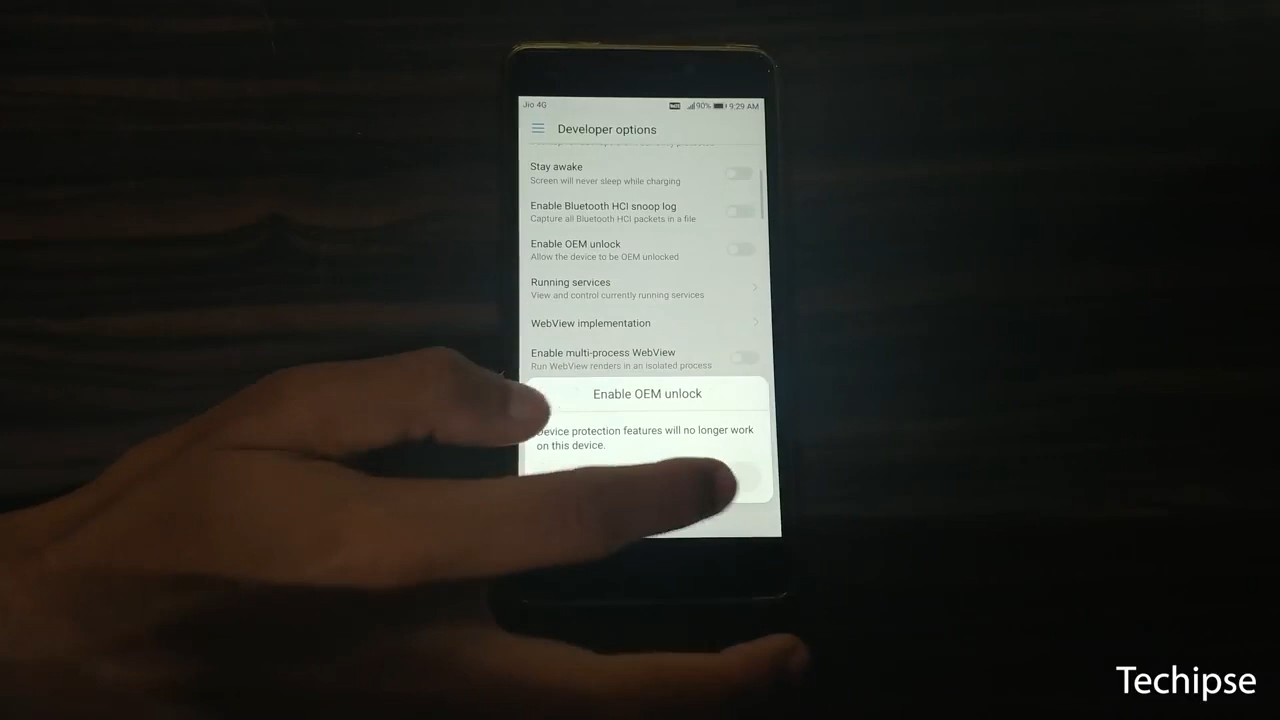 Jio 4G
90%
9:29 AM
Developer options
Stay awake
Screen will never sleep while charging
Enable Bluetooth HCI snoop log
Capture all Bluetooth HCI packets in a file
Enable OEM unlock
Allow the device to be OEM unlocked
Running services
View and control currently running services
WebView implementation
Enable multi-process WebView
Run WebView renders in an isolated process
Enable OEM unlock
Device protection features will no longer work
on this device.
Techipse